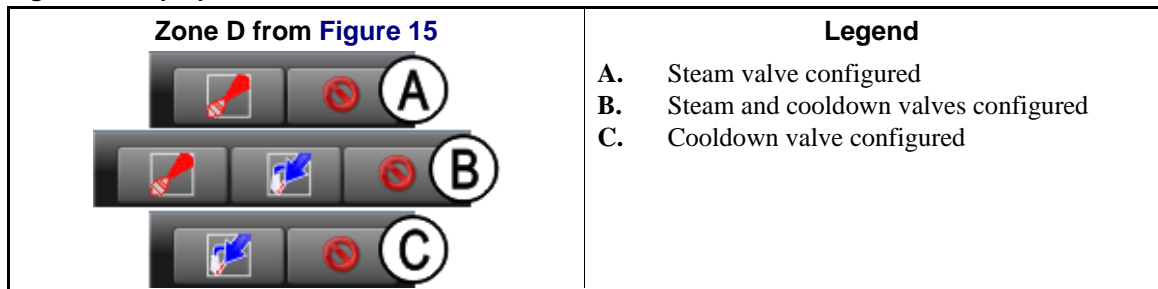 Zone D from Figure 15
A
B
C
Legend
A. Steam valve configured
B. Steam and cooldown valves configured
C. Cooldown valve configured